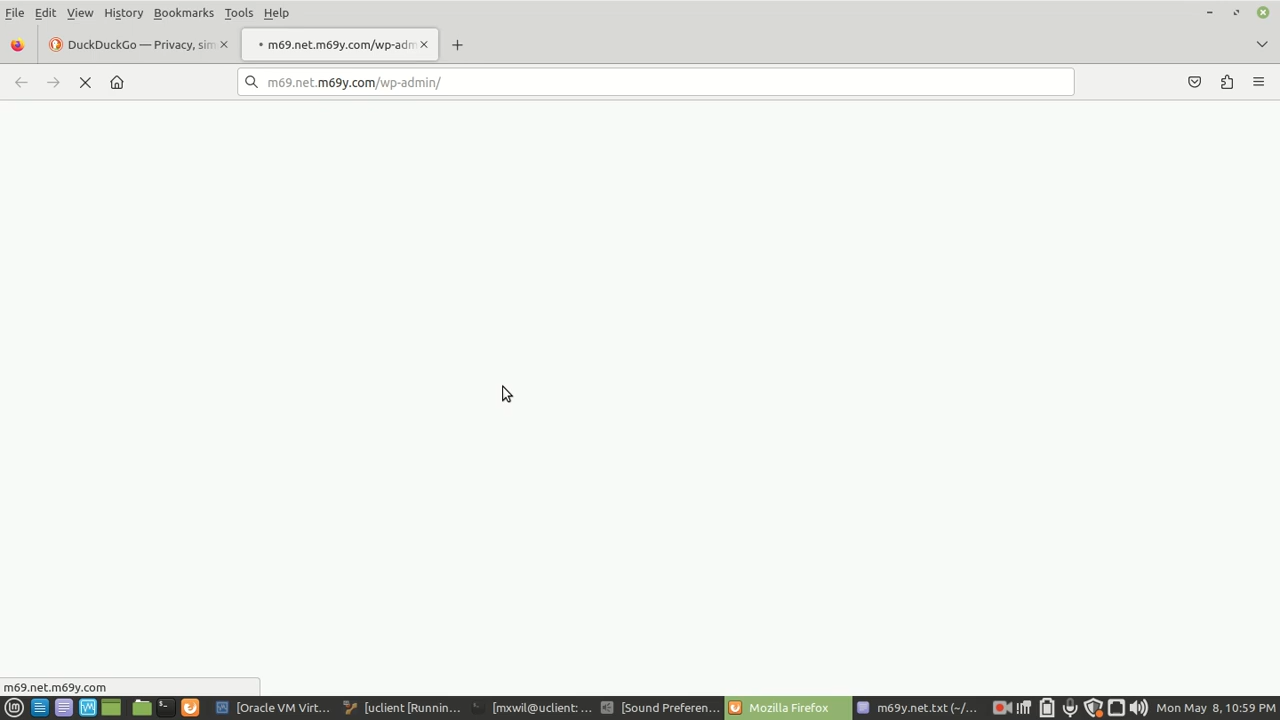 File Edit View History Bookmarks Tools Help
DuckDuckGo — Privacy, sim
m69.net.m69y.com/wp-adm
m69.net.m69y.com/wp-admin/
m69.net.m69y.com
[Oracle VM Virt... [uclient [Runnin... [mxwil@uclient: ... [Sound Preferen... Mozilla Firefox m69y.net.txt (~/... Mon May 8, 10:59 PM